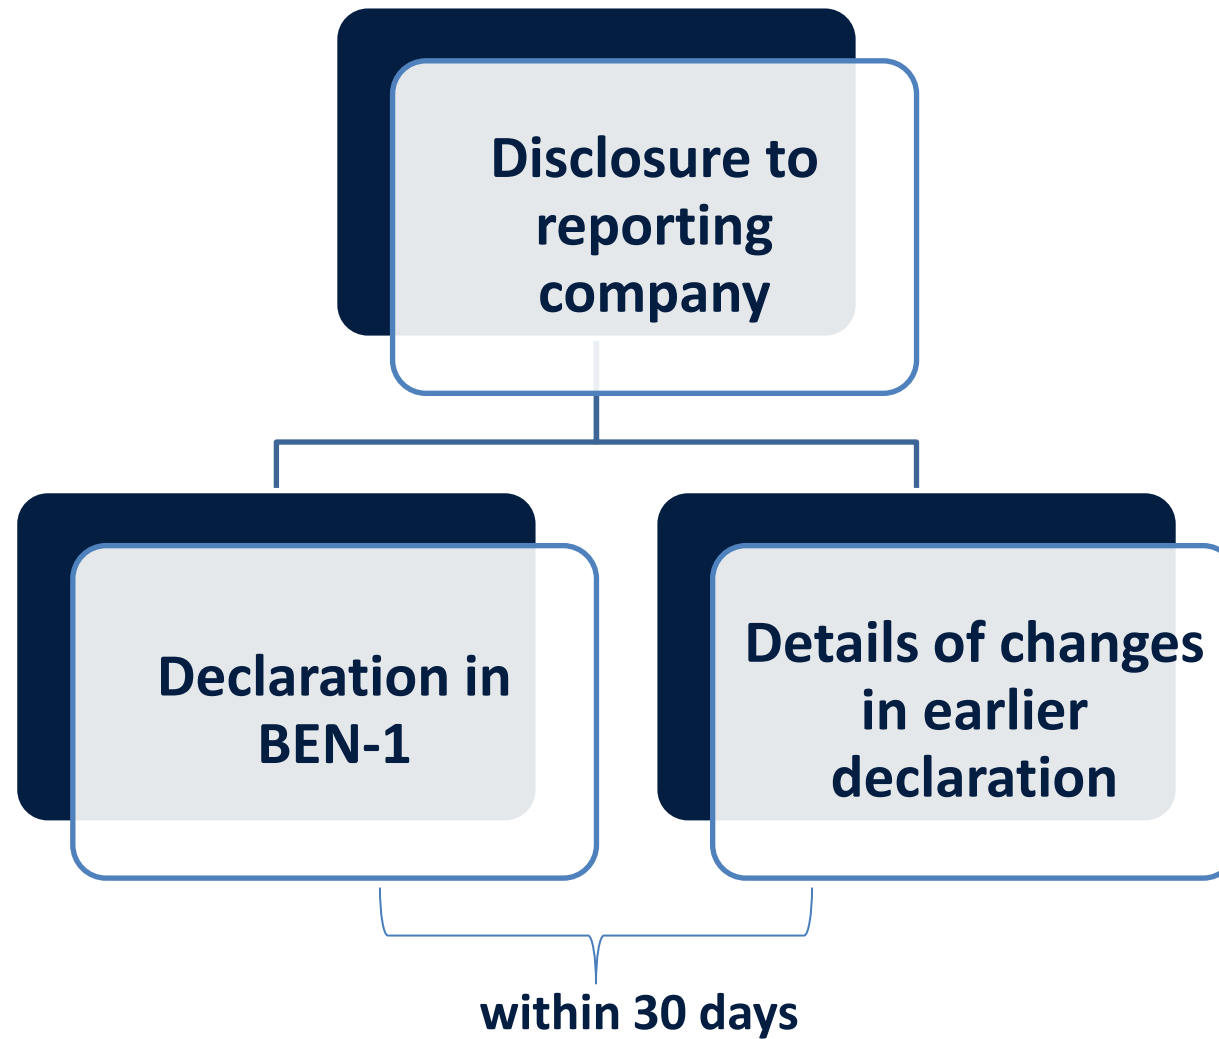 Disclosure to
reporting
company
Declaration in
BEN-1
Details of changes
in earlier
declaration
within 30 days